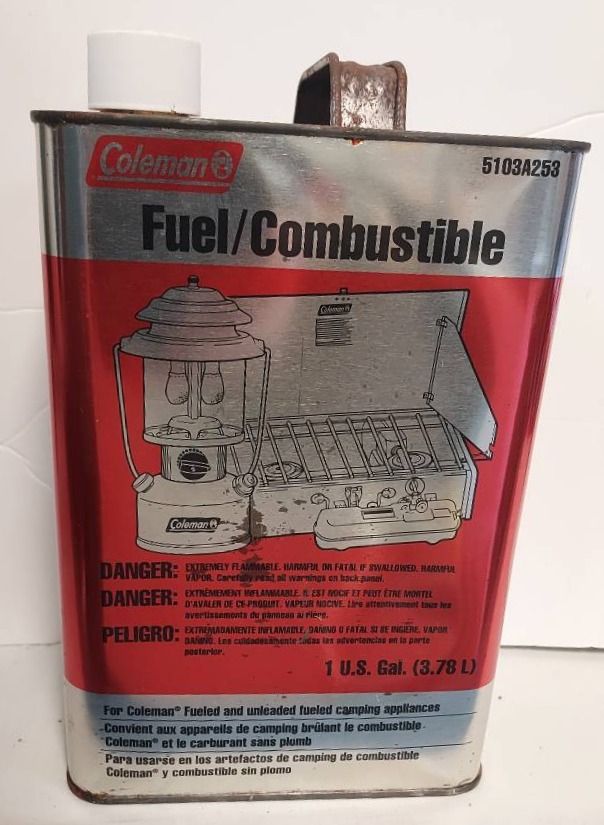 Coleman
5103A253
Fuel/Combustible
Coleman
Coleman
DANGER: EXTREMELY FLAMMABLE. HARMFUL OR FATAL IF SWALLOWED. HARMFUL
VAPOR. Carefully read all warnings on back panel.
DANGER: EXTRÊMEMENT INFLAMMABLE. IL EST NOCIF ET PEUT ÊTRE MORTEL
D'AVALER DE CE PRODUIT. VAPEUR NOCIVE. Lire attentivement tous les
avertissements du panneau arrière.
PELIGRO: EXTREMADAMENTE INFLAMABLE, DAÑINO O FATAL SI SE INGIERE. VAPOR
DAÑINO. Lea cuidadosamente todas las advertencias en la parte
posterior.
1 U.S. Gal. (3.78 L)
For Coleman® Fueled and unleaded fueled camping appliances
Convient aux appareils de camping brûlant le combustible
Coleman® et le carburant sans plomb
Para usarse en los artefactos de camping de combustible
Coleman® y combustible sin plomo